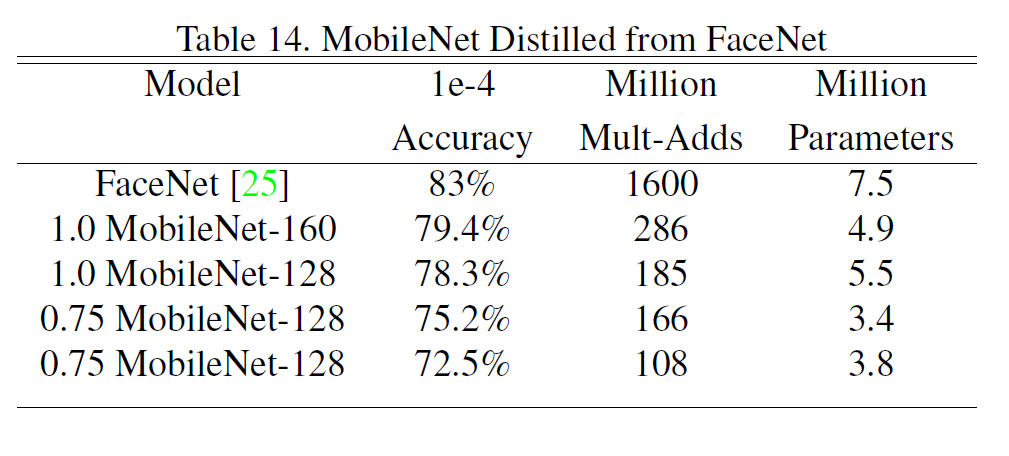 Table 14. MobileNet Distilled from FaceNet
Model 1e-4 Million Million
Accuracy Mult-Adds Parameters
FaceNet [25] 83% 1600 7.5
1.0 MobileNet-160 79.4% 286 4.9
1.0 MobileNet-128 78.3% 185 5.5
0.75 MobileNet-128 75.2% 166 3.4
0.75 MobileNet-128 72.5% 108 3.8